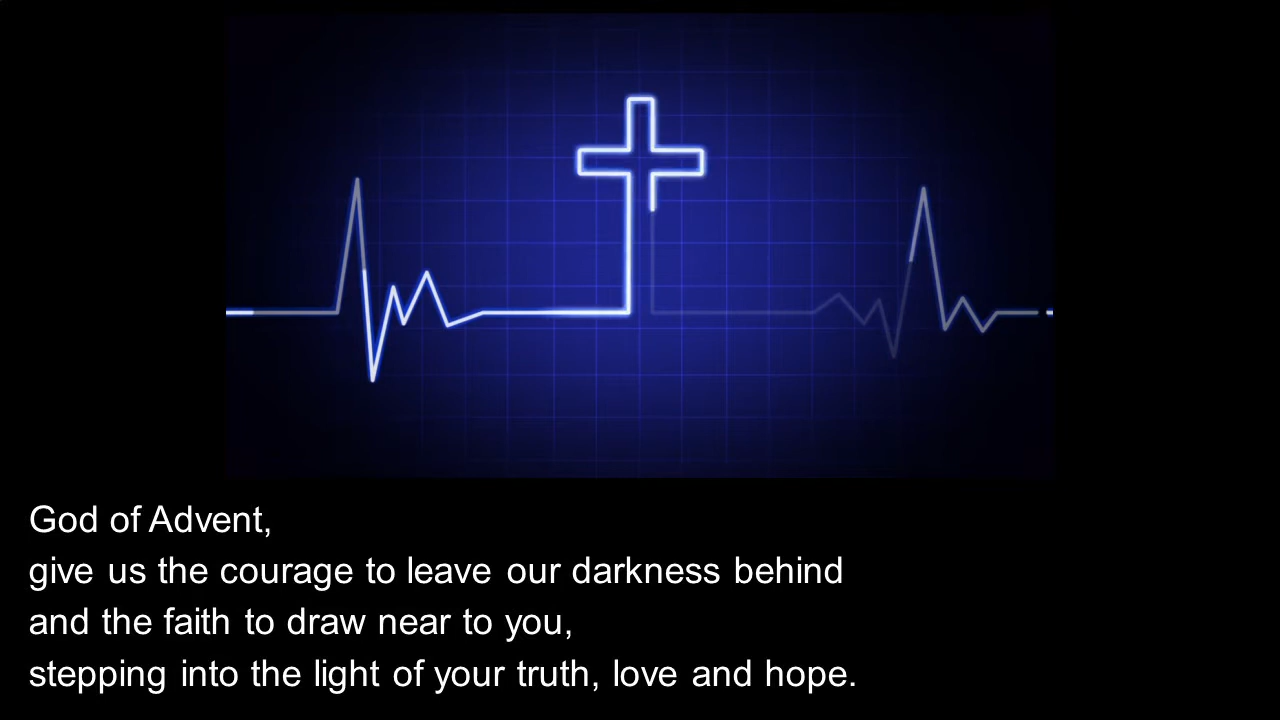 God of Advent,
give us the courage to leave our darkness behind
and the faith to draw near to you,
stepping into the light of your truth, love and hope.